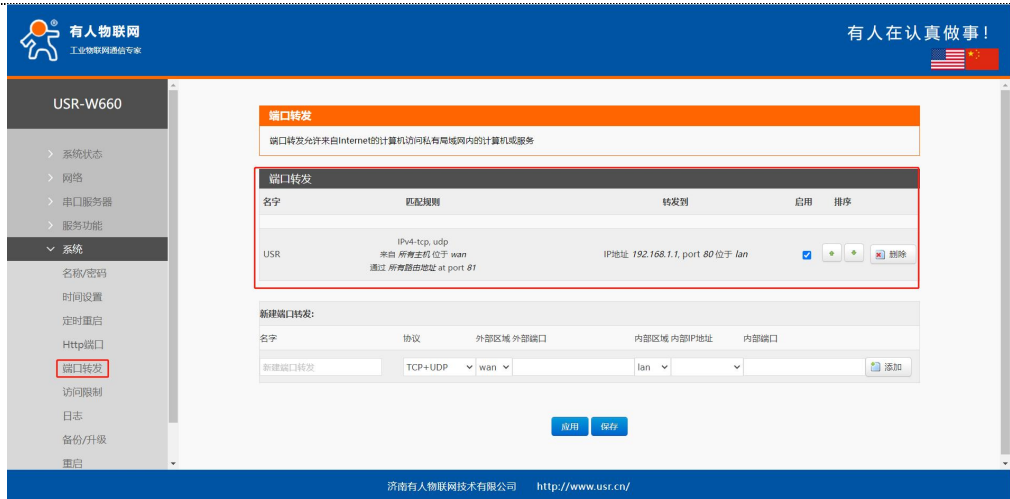 有人物联网
工业物联网通信专家
有人在认真做事！
USR-W660
系统状态
网络
串口服务器
服务功能
系统
名称/密码
时间设置
定时重启
Http端口
端口转发
访问限制
日志
备份/升级
重启
端口转发
端口转发允许来自Internet的计算机访问私有局域网内的计算机或服务
端口转发
名字 匹配规则 转发到 启用 排序
USR
IPv4-tcp, udp
来自 所有主机 位于 wan
通过 所有路由地址 at port 81
IP地址 192.168.1.1, port 80 位于 lan
删除
新建端口转发:
名字 协议 外部区域 外部端口 内部区域 内部IP地址 内部端口
新建端口转发 TCP+UDP wan lan 添加
应用 保存
济南有人物联网技术有限公司 http://www.usr.cn/